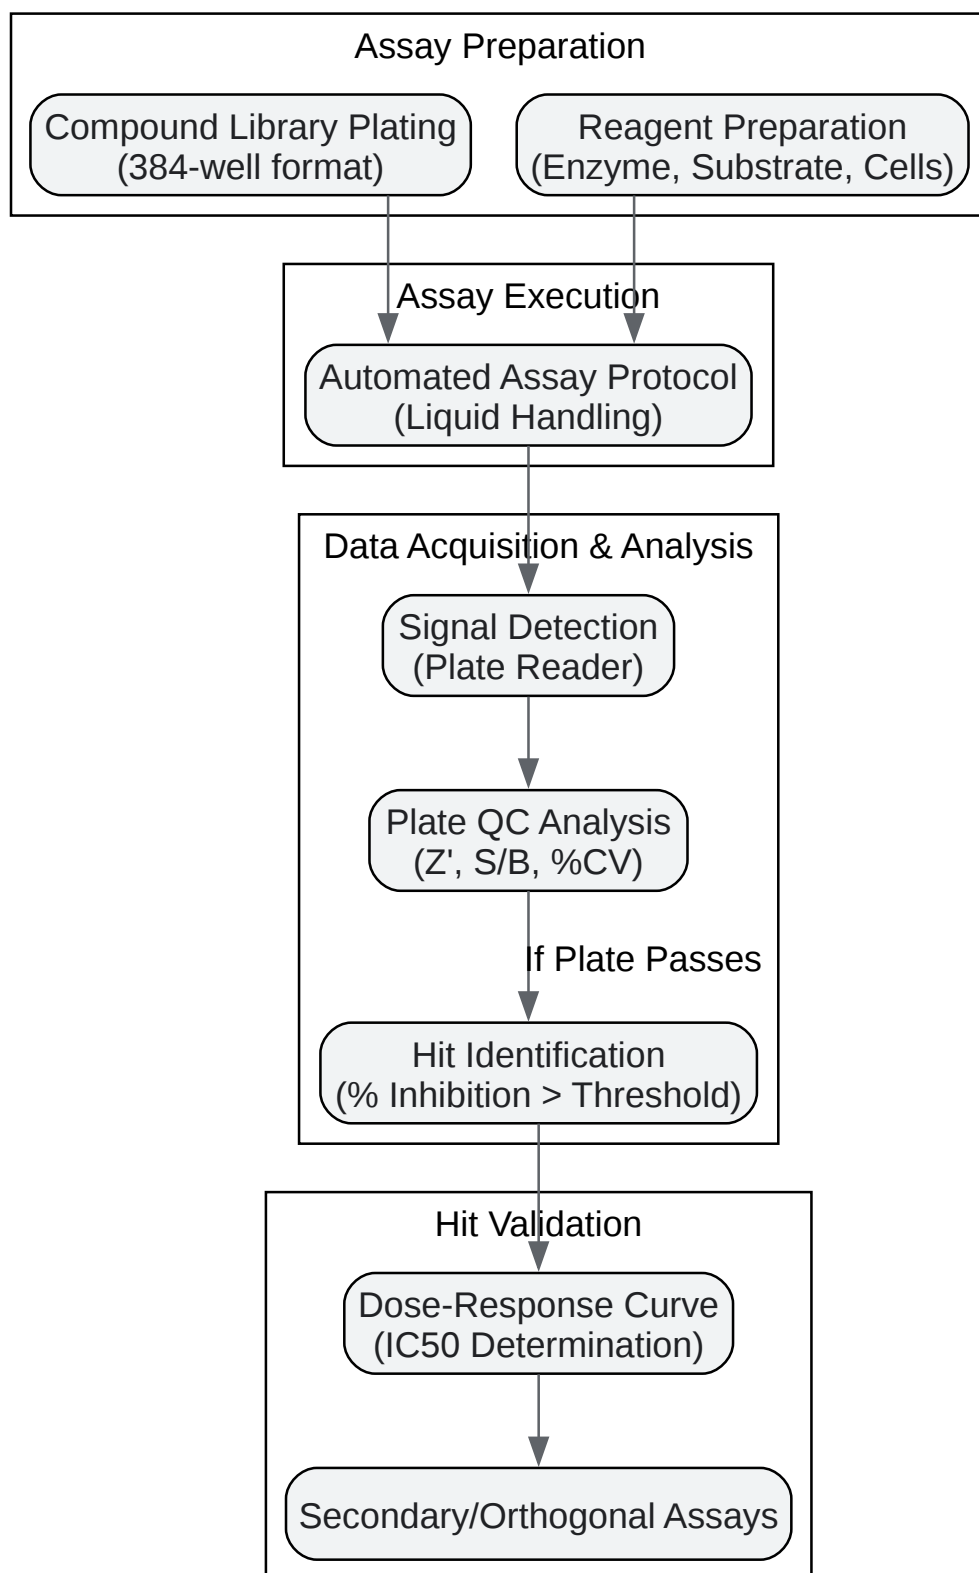 Assay Preparation
Compound Library Plating
(384-well format)
Reagent Preparation
(Enzyme, Substrate, Cells)
Assay Execution
Automated Assay Protocol
(Liquid Handling)
Data Acquisition & Analysis
Signal Detection
(Plate Reader)
Plate QC Analysis
(Z', S/B, %CV)
If Plate Passes
Hit Identification
(% Inhibition > Threshold)
Hit Validation
Dose-Response Curve
(IC50 Determination)
Secondary/Orthogonal Assays